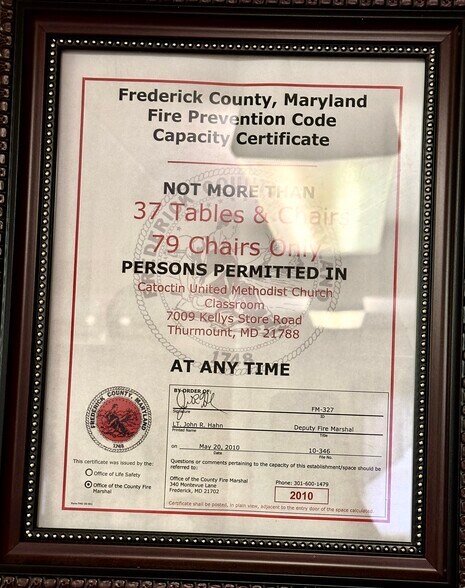 Frederick County, Maryland
Fire Prevention Code
Capacity Certificate
NOT MORE THAN
37 Tables & Chairs
79 Chairs Only
PERSONS PERMITTED IN
Catoctin United Methodist Church
Classroom
7009 Kellys Store Road
Thurmount, MD 21788
AT ANY TIME
1748
FREDERICK COUNTY MARYLAND
1748
This certificate was issued by the:
Office of Life Safety
Office of the County Fire
Marshal
BY ORDER OF
Signature
FM-327
ID
LT. John R. Hahn
Printed Name
Deputy Fire Marshal
Title
on May 20, 2010
Date
10-346
File No.
Questions or comments pertaining to the capacity of this establishment/space should be
referred to:
Office of the County Fire Marshal
340 Montevue Lane
Frederick, MD 21702
Phone: 301-600-1479
2010
Certificate shall be posted, in plain view, adjacent to the entry door of the space calculated.